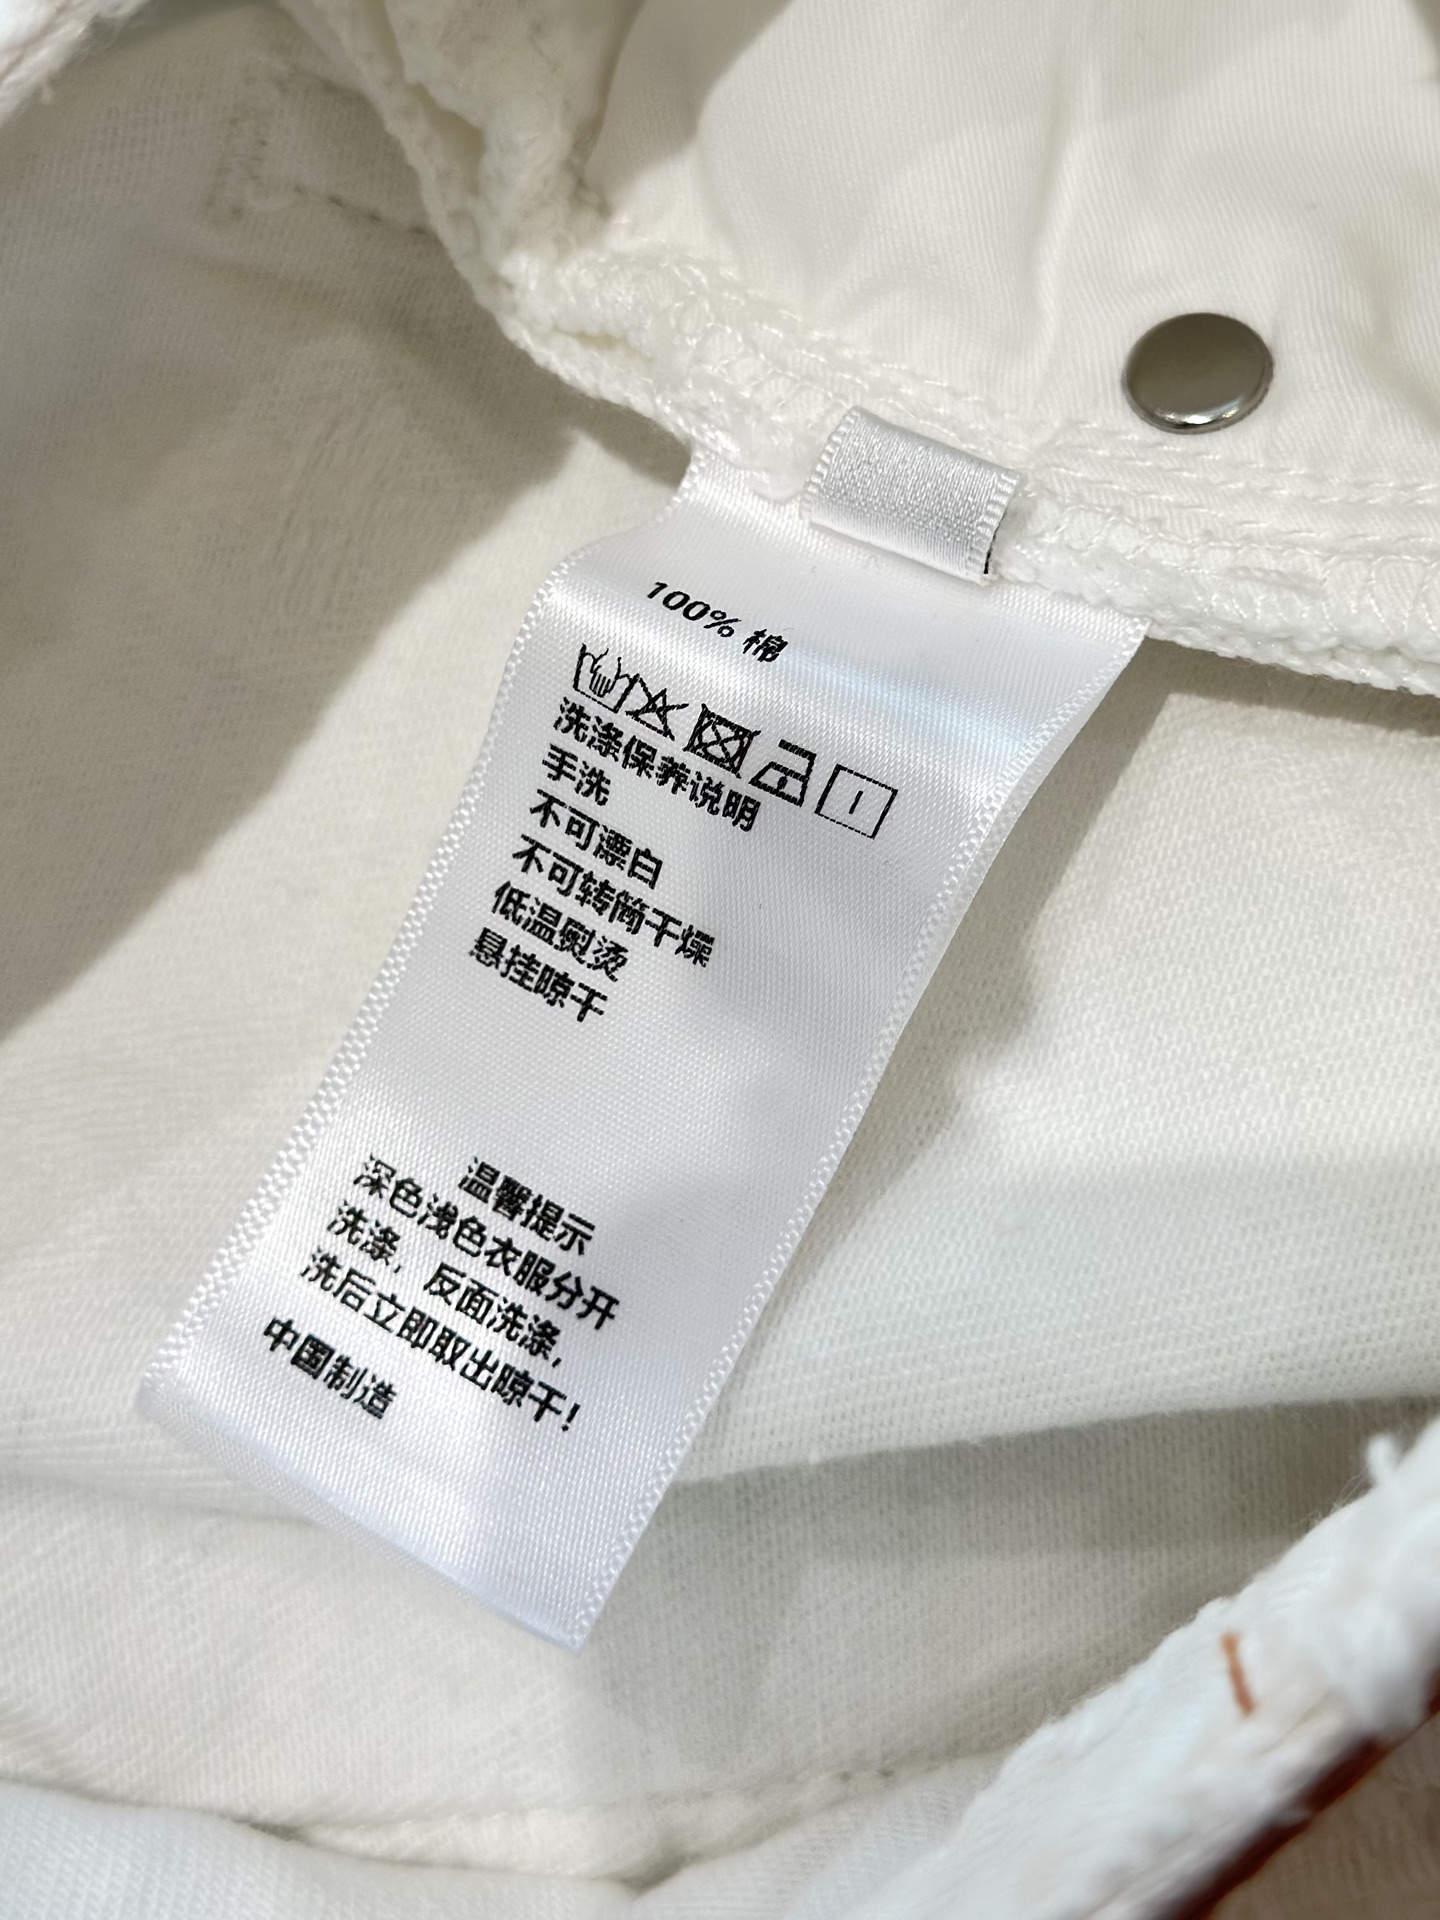 100% 棉
洗涤保养说明
手洗
不可漂白
不可转筒干燥
低温熨烫
悬挂晾干
温馨提示
深色浅色衣服分开
洗涤，反面洗涤，
洗后立即取出晾干！
中国制造